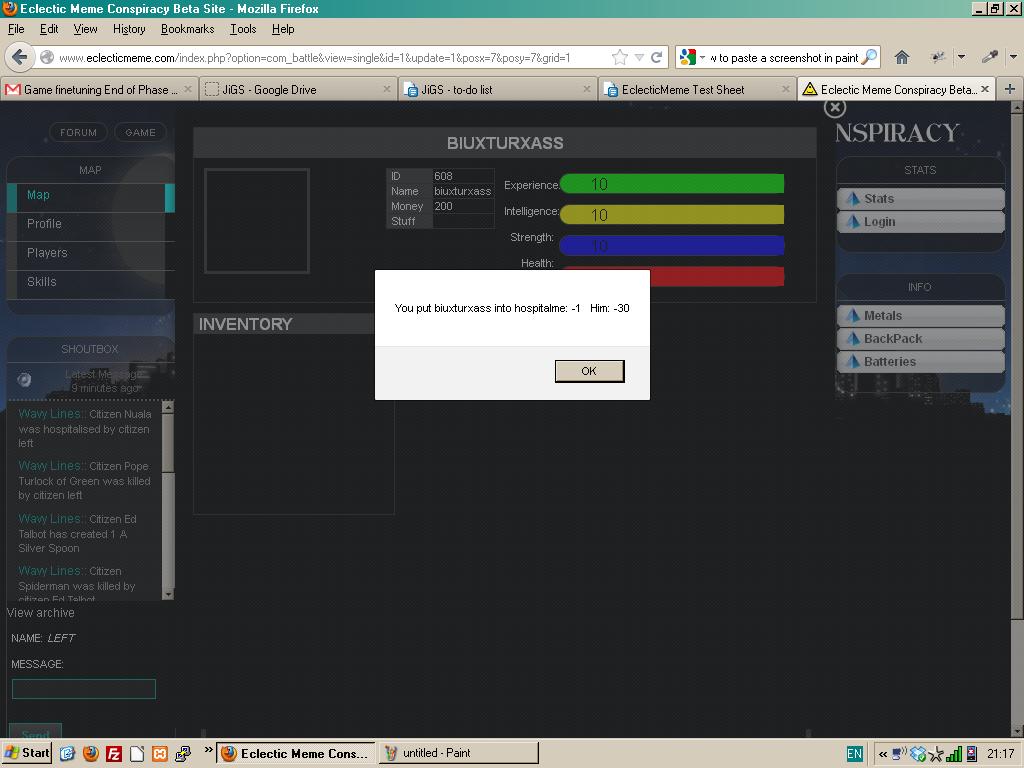 Eclectic Meme Conspiracy Beta Site - Mozilla Firefox
File Edit View History Bookmarks Tools Help
www.eclecticmeme.com/index.php?option=com_battle&view=single&id=1&update=1&posx=7&posy=7&grid=1
w to paste a screenshot in paint
Game finetuning End of Phase ...
JiGS - Google Drive
JiGS - to-do list
EclecticMeme Test Sheet
Eclectic Meme Conspiracy Beta...
FORUM GAME
NSPIRACY
MAP
Map
Profile
Players
Skills
SHOUTBOX
Latest Message:
9 minutes ago
Wavy Lines:: Citizen Nuala
was hospitalised by citizen
left
Wavy Lines:: Citizen Pope
Turlock of Green was killed
by citizen left
Wavy Lines:: Citizen Ed
Talbot has created 1 A
Silver Spoon
Wavy Lines:: Citizen
Spiderman was killed by
citizen Ed Talbot
View archive
NAME: LEFT
MESSAGE:
Send
BIUXTURXASS
ID 608
Name biuxturxass
Money 200
Stuff
Experience: 10
Intelligence: 10
Strength: 10
Health:
INVENTORY
You put biuxturxass into hospitalme: -1 Him: -30
OK
STATS
Stats
Login
INFO
Metals
BackPack
Batteries
Start
»
Eclectic Meme Cons...
untitled - Paint
EN
«
21:17